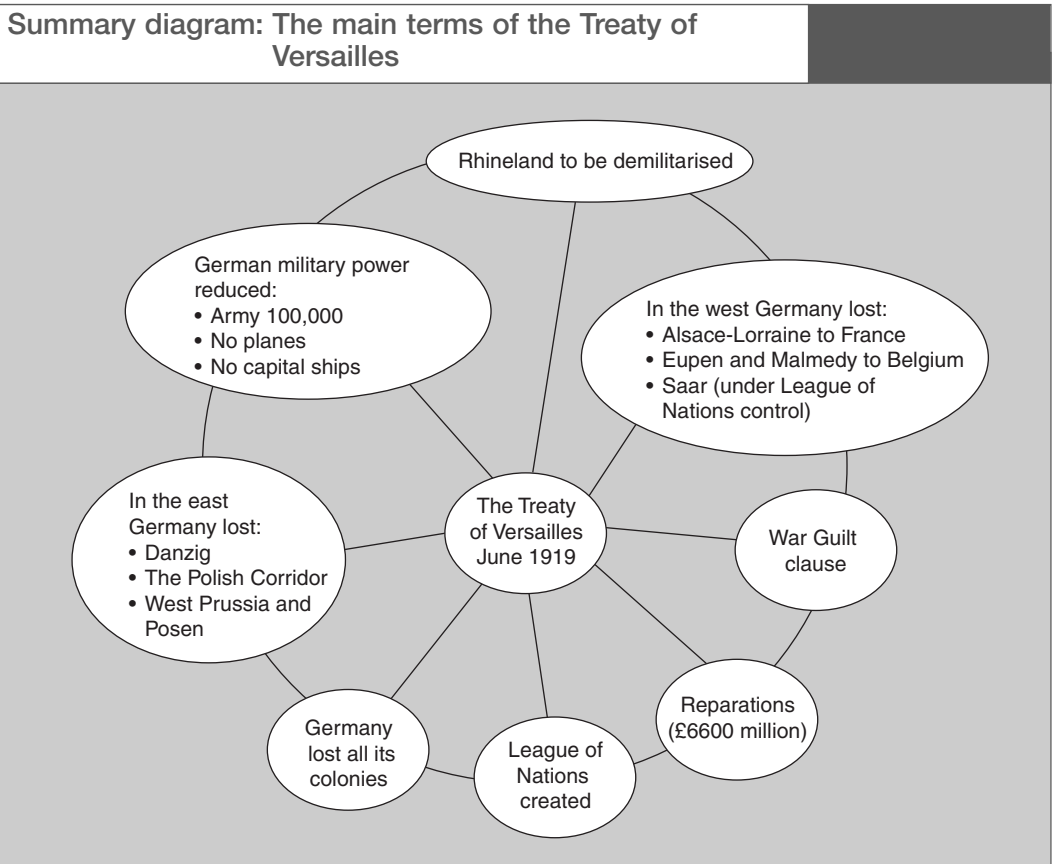 Summary diagram: The main terms of the Treaty of
Versailles
Rhineland to be demilitarised
German military power
reduced:
• Army 100,000
• No planes
• No capital ships
In the west Germany lost:
• Alsace-Lorraine to France
• Eupen and Malmedy to Belgium
• Saar (under League of
Nations control)
In the east
Germany lost:
• Danzig
• The Polish Corridor
• West Prussia and
Posen
The Treaty
of Versailles
June 1919
War Guilt
clause
Germany
lost all its
colonies
League of
Nations
created
Reparations
(£6600 million)